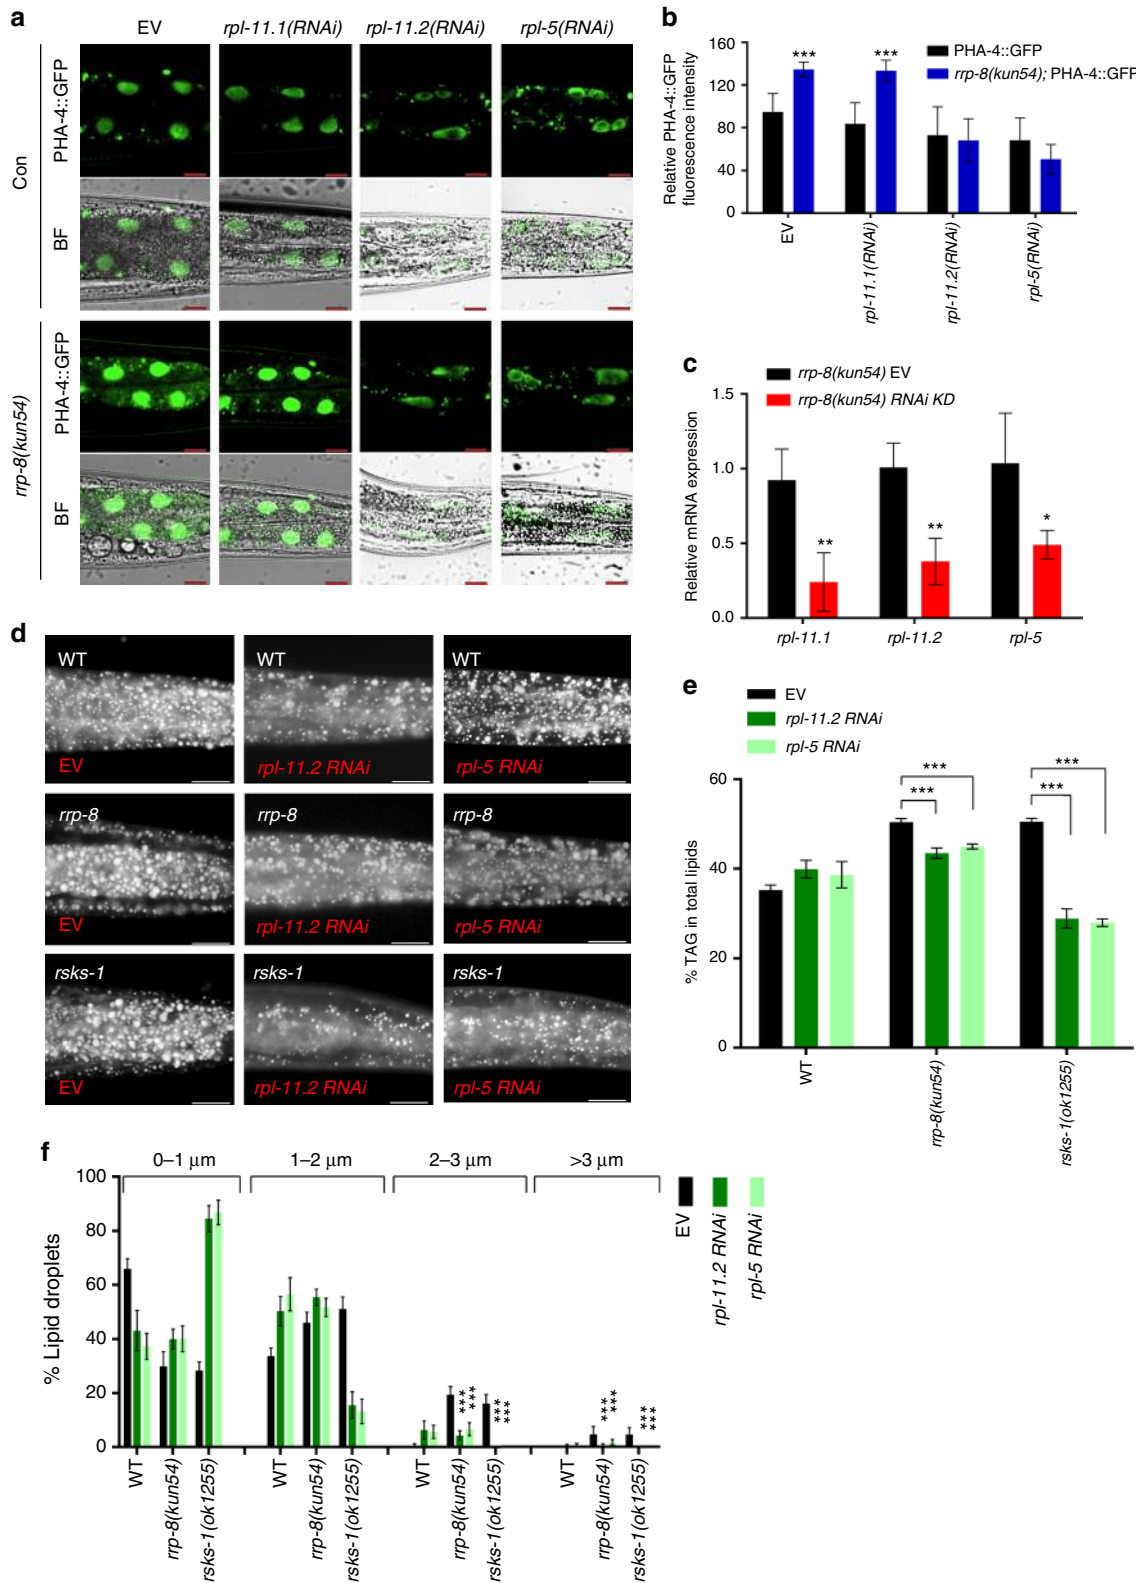 a
EV
rpl-11.1(RNAi)
rpl-11.2(RNAi)
rpl-5(RNAi)
Con
PHA-4::GFP
BF
rrp-8(kun54)
PHA-4::GFP
BF
b
PHA-4::GFP
rrp-8(kun54); PHA-4::GFP
Relative PHA-4::GFP
fluorescence intensity
160
120
80
40
0
***
***
EV
rpl-11.1(RNAi)
rpl-11.2(RNAi)
rpl-5(RNAi)
c
rrp-8(kun54) EV
rrp-8(kun54) RNAi KD
Relative mRNA expression
1.5
1.0
0.5
0.0
**
**
*
rpl-11.1
rpl-11.2
rpl-5
d
WT
EV
WT
rpl-11.2 RNAi
WT
rpl-5 RNAi
rrp-8
EV
rrp-8
rpl-11.2 RNAi
rrp-8
rpl-5 RNAi
rsks-1
EV
rsks-1
rpl-11.2 RNAi
rsks-1
rpl-5 RNAi
e
EV
rpl-11.2 RNAi
rpl-5 RNAi
% TAG in total lipids
60
40
20
0
***
***
***
***
WT
rrp-8(kun54)
rsks-1(ok1255)
f
0–1 µm
1–2 µm
2–3 µm
>3 µm
% Lipid droplets
100
80
60
40
20
0
***
***
***
***
***
***
***
***
WT
rrp-8(kun54)
rsks-1(ok1255)
WT
rrp-8(kun54)
rsks-1(ok1255)
WT
rrp-8(kun54)
rsks-1(ok1255)
WT
rrp-8(kun54)
rsks-1(ok1255)
EV
rpl-11.2 RNAi
rpl-5 RNAi